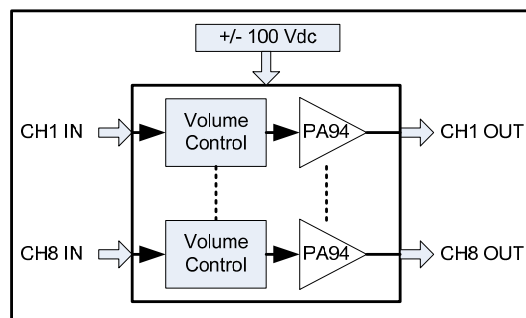 +/- 100 Vdc
CH1 IN
Volume
Control
PA94
CH1 OUT
CH8 IN
Volume
Control
PA94
CH8 OUT